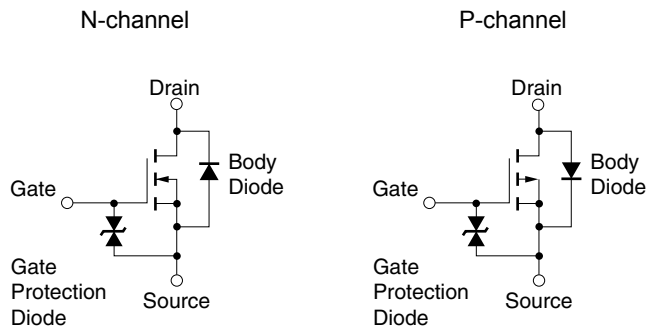 N-channel
Drain
Body
Diode
Gate
Gate
Protection
Diode
Source
P-channel
Drain
Body
Diode
Gate
Gate
Protection
Diode
Source